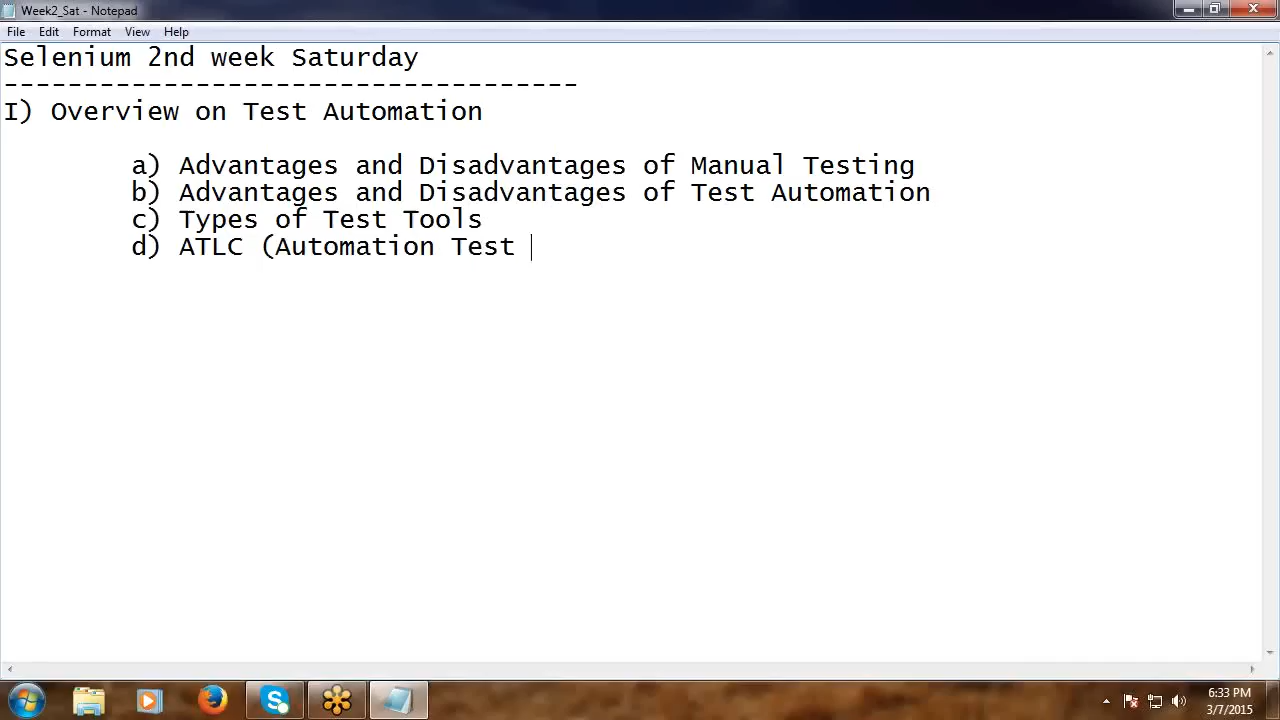 Week2_Sat - Notepad
File Edit Format View Help
Selenium 2nd week Saturday
------------------------------------
I) Overview on Test Automation
a) Advantages and Disadvantages of Manual Testing
b) Advantages and Disadvantages of Test Automation
c) Types of Test Tools
d) ATLC (Automation Test
6:33 PM
3/7/2015